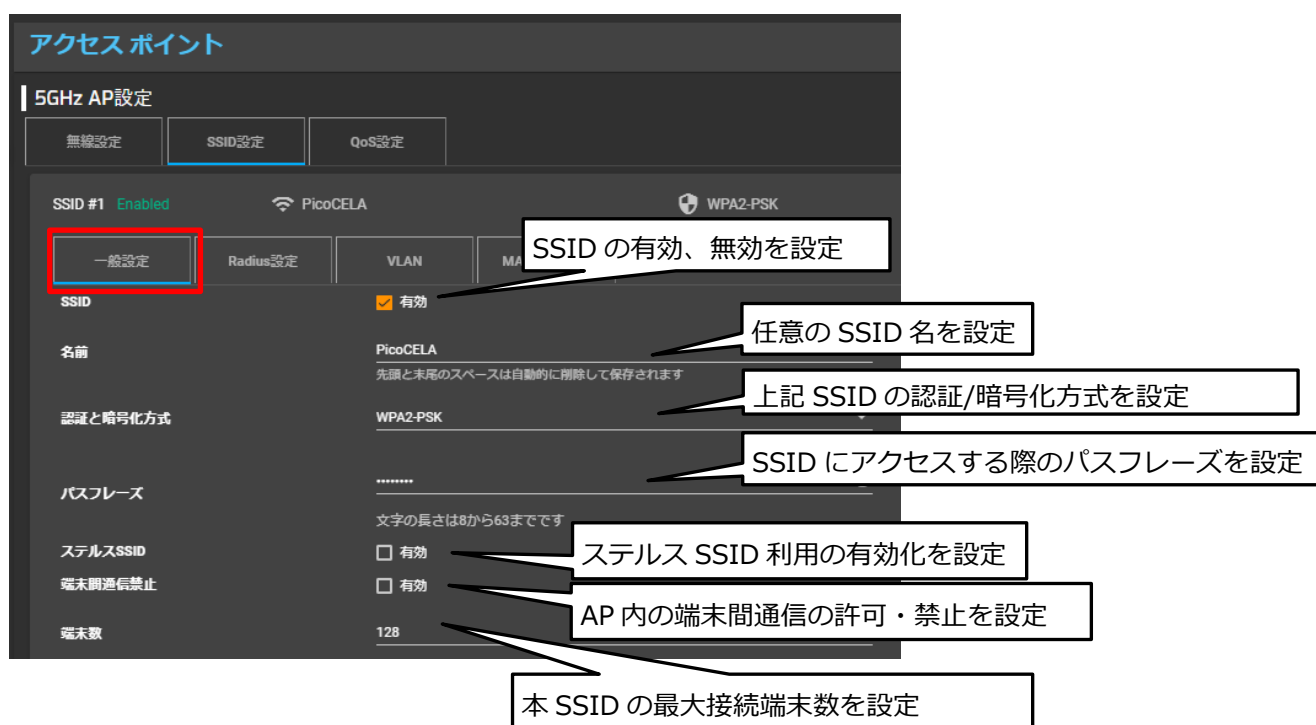 アクセス ポイント
5GHz AP設定
無線設定 SSID設定 QoS設定
SSID #1 Enabled PicoCELA WPA2-PSK
SSID の有効、無効を設定
一般設定 Radius設定 VLAN MA
SSID 有効
任意の SSID 名を設定
名前 PicoCELA
先頭と末尾のスペースは自動的に削除して保存されます
上記 SSID の認証/暗号化方式を設定
認証と暗号化方式 WPA2-PSK
SSID にアクセスする際のパスフレーズを設定
パスフレーズ ••••••••
文字の長さは8から63までです
ステルスSSID 有効
ステルス SSID 利用の有効化を設定
端末間通信禁止 有効
AP 内の端末間通信の許可・禁止を設定
端末数 128
本 SSID の最大接続端末数を設定